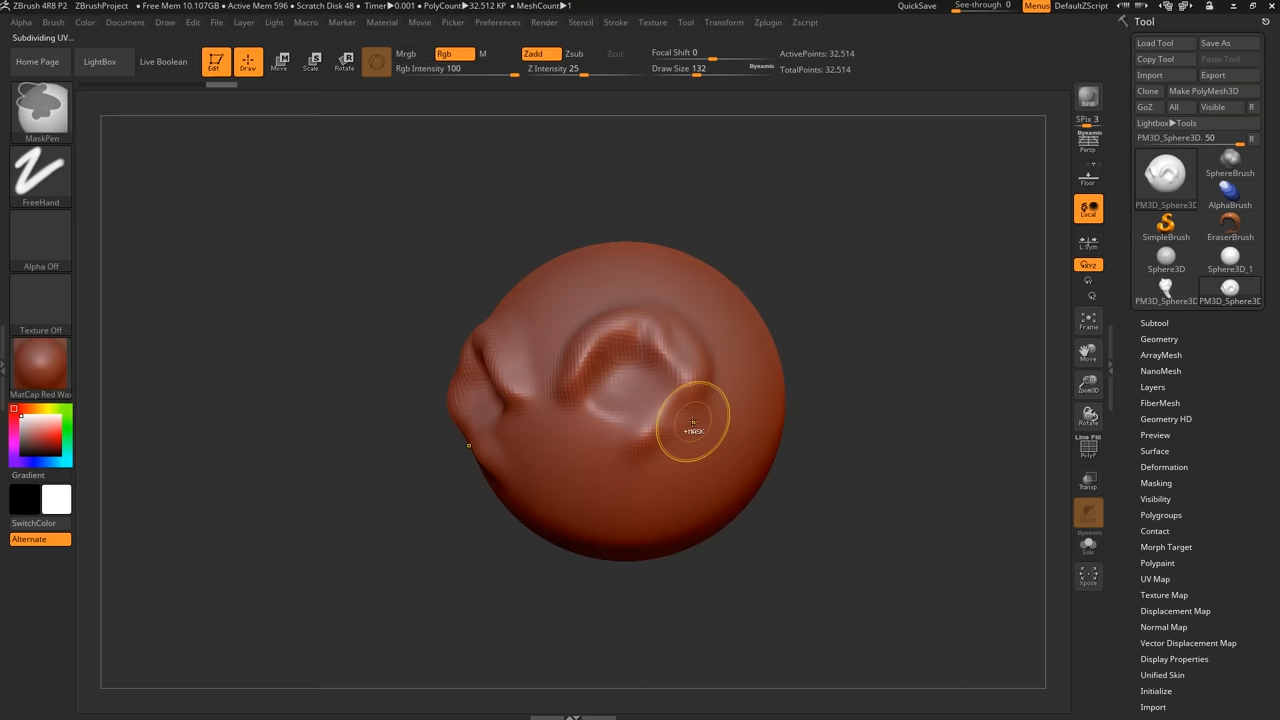 ZBrush 4R8 P2 ZBrushProject • Free Mem 10.107GB • Active Mem 596 • Scratch Disk 48 • Timer▶0.001 • PolyCount▶32.512 KP • MeshCount▶1 QuickSave See-through 0 Menus DefaultZScript
Alpha Brush Color Document Draw Edit File Layer Light Macro Marker Material Movie Picker Preferences Render Stencil Stroke Texture Tool Transform Zplugin Zscript
Subdividing UV...
Home Page LightBox Live Boolean Edit Draw Move Scale Rotate
Mrgb Rgb M Zadd Zsub Zcut Focal Shift 0 ActivePoints: 32,514
Rgb Intensity 100 Z Intensity 25 Draw Size 132 Dynamic TotalPoints: 32,514
MaskPen
FreeHand
Alpha Off
Texture Off
MatCap Red Wa
Gradient
SwitchColor
Alternate
+MASK
BPR
SPix 3
Dynamic
Persp
Floor
Local
L.Sym
XYZ
Frame
Move
Zoom3D
Rotate
Line Fill
PolyF
Transp
Dynamic
Solo
Xpose
Tool
Load Tool Save As
Copy Tool Paste Tool
Import Export
Clone Make PolyMesh3D
GoZ All Visible R
Lightbox▶Tools
PM3D_Sphere3D. 50 R
SphereBrush
PM3D_Sphere3D AlphaBrush
SimpleBrush EraserBrush
Sphere3D Sphere3D_1
PM3D_Sphere3D PM3D_Sphere3D
Subtool
Geometry
ArrayMesh
NanoMesh
Layers
FiberMesh
Geometry HD
Preview
Surface
Deformation
Masking
Visibility
Polygroups
Contact
Morph Target
Polypaint
UV Map
Texture Map
Displacement Map
Normal Map
Vector Displacement Map
Display Properties
Unified Skin
Initialize
Import